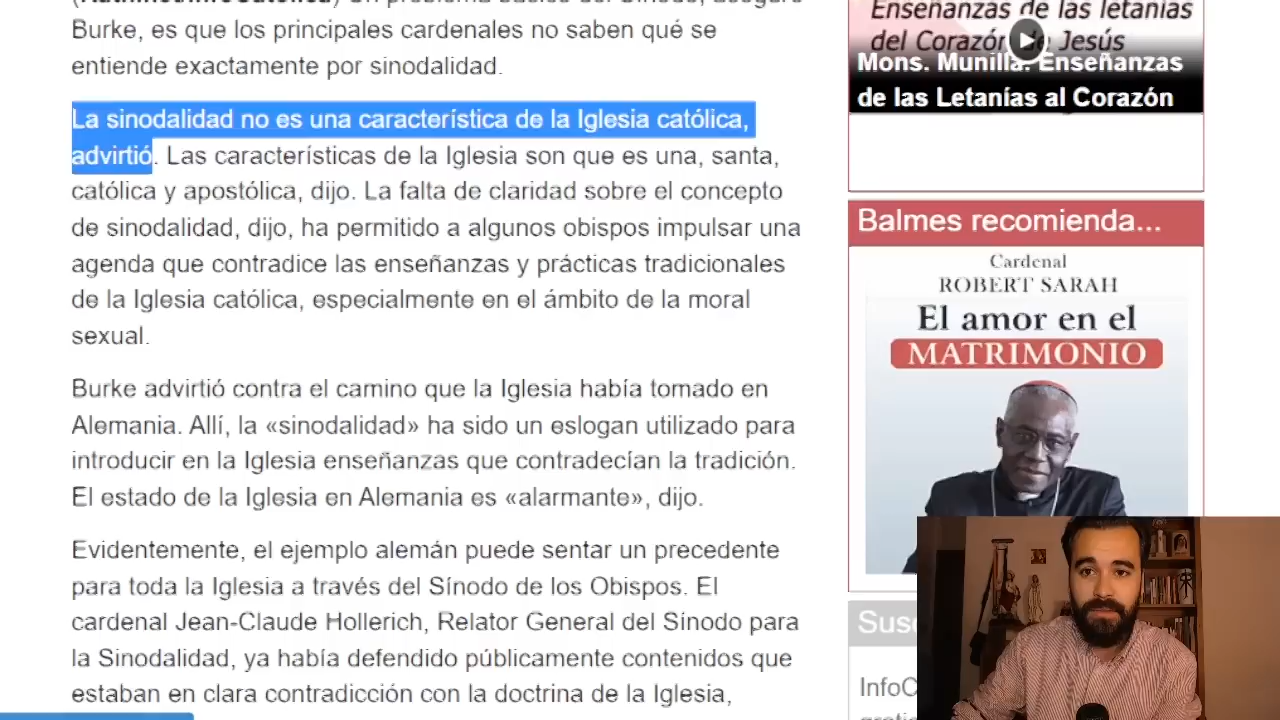 Burke, es que los principales cardenales no saben qué se
entiende exactamente por sinodalidad.
La sinodalidad no es una característica de la Iglesia católica,
advirtió. Las características de la Iglesia son que es una, santa,
católica y apostólica, dijo. La falta de claridad sobre el concepto
de sinodalidad, dijo, ha permitido a algunos obispos impulsar una
agenda que contradice las enseñanzas y prácticas tradicionales
de la Iglesia católica, especialmente en el ámbito de la moral
sexual.
Burke advirtió contra el camino que la Iglesia había tomado en
Alemania. Allí, la «sinodalidad» ha sido un eslogan utilizado para
introducir en la Iglesia enseñanzas que contradecían la tradición.
El estado de la Iglesia en Alemania es «alarmante», dijo.
Evidentemente, el ejemplo alemán puede sentar un precedente
para toda la Iglesia a través del Sínodo de los Obispos. El
cardenal Jean-Claude Hollerich, Relator General del Sínodo para
la Sinodalidad, ya había defendido públicamente contenidos que
estaban en clara contradicción con la doctrina de la Iglesia,
Enseñanzas de las letanías
del Corazón de Jesús
Mons. Munilla: Enseñanzas
de las Letanías al Corazón
Balmes recomienda...
Cardenal
ROBERT SARAH
El amor en el
MATRIMONIO